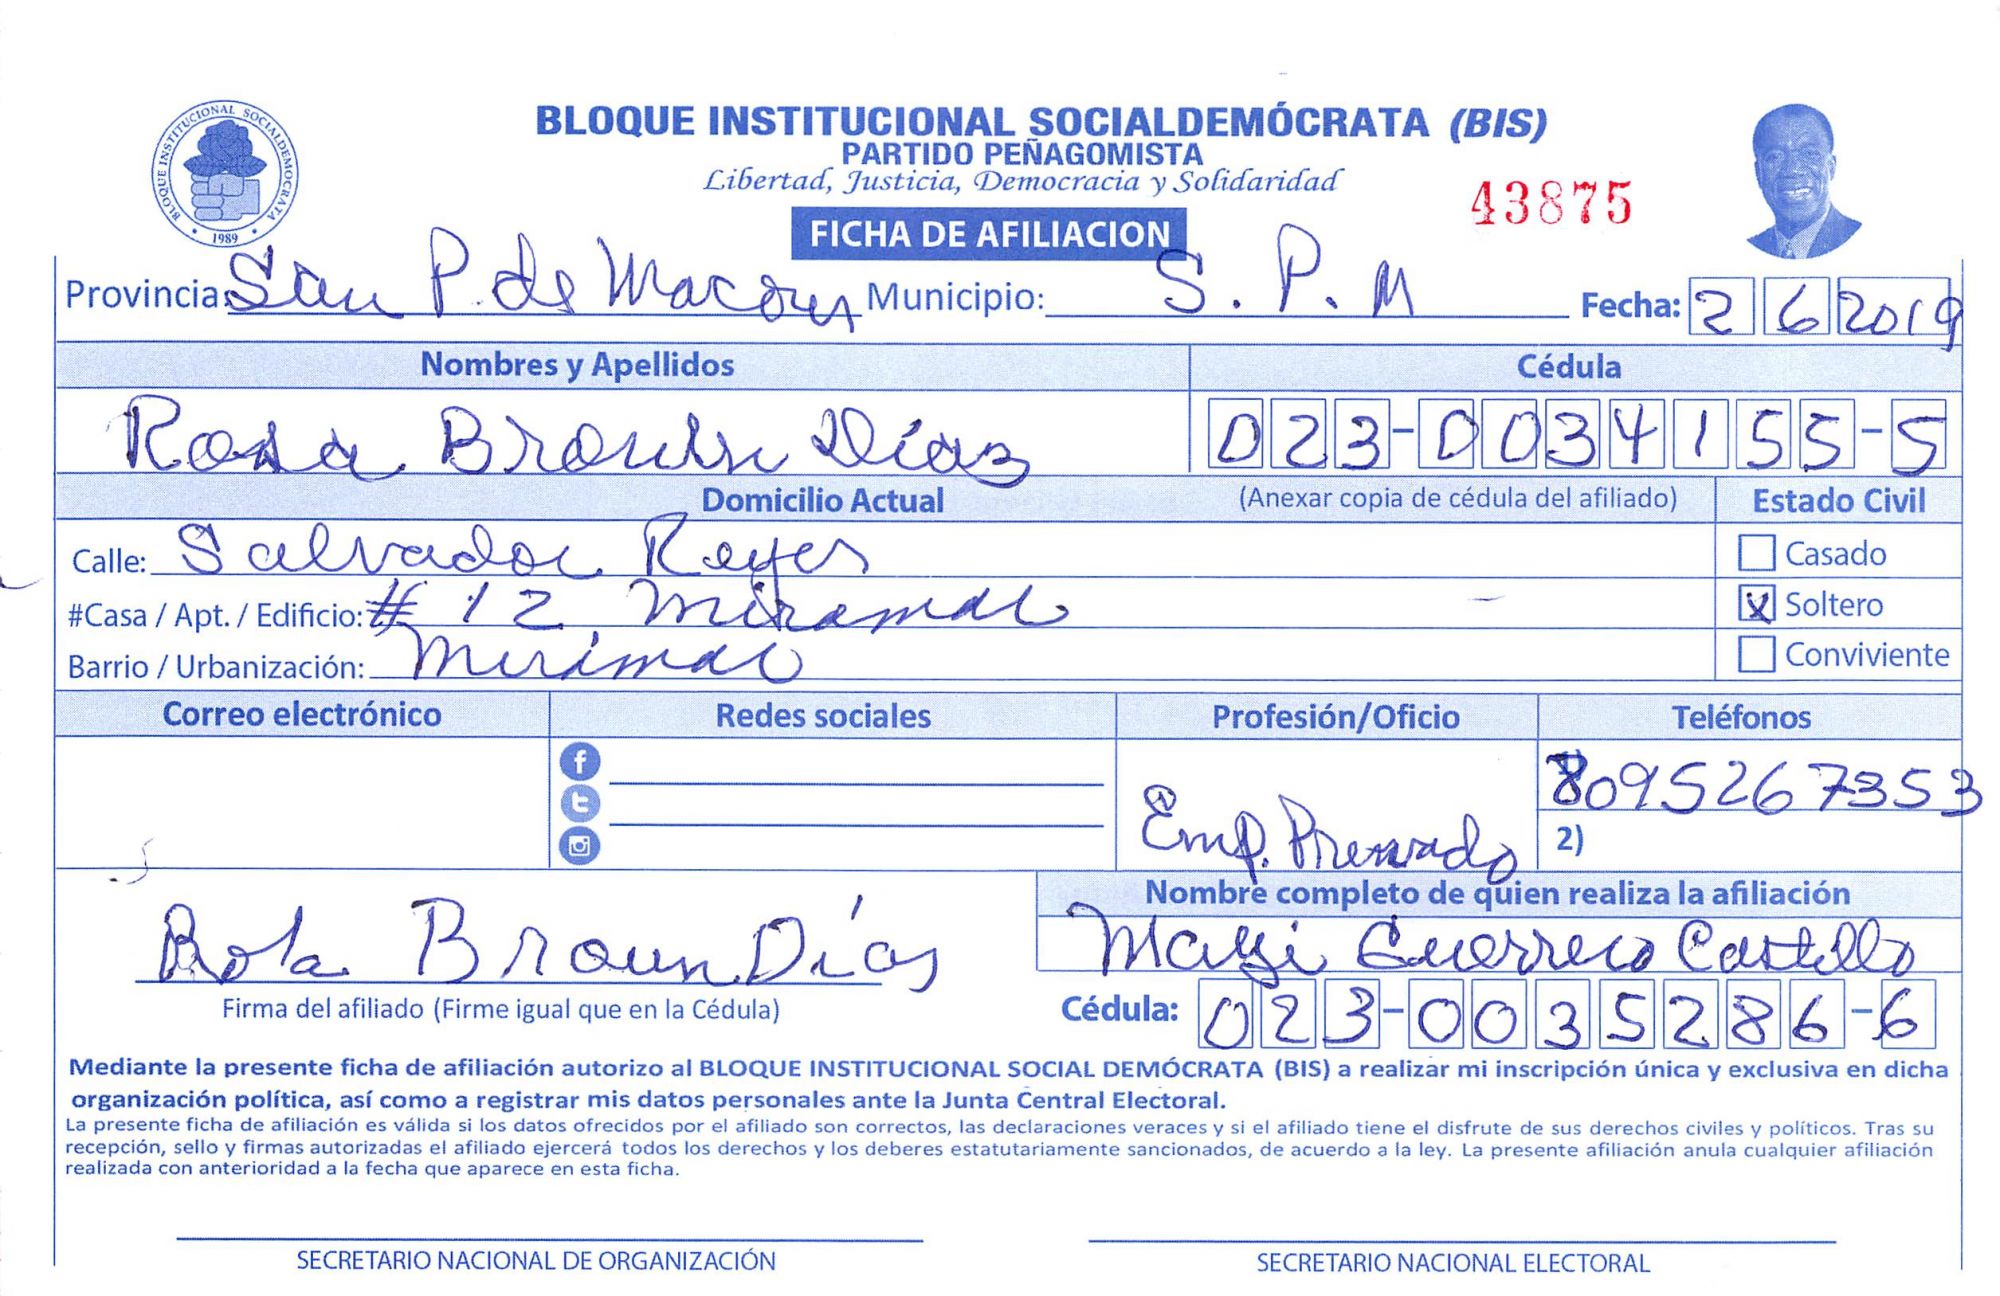 BLOQUE INSTITUCIONAL SOCIALDEMOCRATA
1989
BLOQUE INSTITUCIONAL SOCIALDEMÓCRATA (BIS)
PARTIDO PEÑAGOMISTA
Libertad, Justicia, Democracia y Solidaridad
43875
FICHA DE AFILIACION
Provincia: San P. de Macorís Municipio: S. P. M Fecha: 2 6 2019
Nombres y Apellidos Cédula
Rosa Brown Díaz 023-0034155-5
Domicilio Actual (Anexar copia de cédula del afiliado) Estado Civil
Calle: Salvador Reyes Casado
#Casa / Apt. / Edificio: # 12 Miramar X Soltero
Barrio / Urbanización: Miramar Conviviente
Correo electrónico Redes sociales Profesión/Oficio Teléfonos
8095267353
Emp. Privado 2)
Nombre completo de quien realiza la afiliación
Rosa Broun Días Mayi Guerrero Castillo
Firma del afiliado (Firme igual que en la Cédula) Cédula: 023-0035286-6
Mediante la presente ficha de afiliación autorizo al BLOQUE INSTITUCIONAL SOCIAL DEMÓCRATA (BIS) a realizar mi inscripción única y exclusiva en dicha
organización política, así como a registrar mis datos personales ante la Junta Central Electoral.
La presente ficha de afiliación es válida si los datos ofrecidos por el afiliado son correctos, las declaraciones veraces y si el afiliado tiene el disfrute de sus derechos civiles y políticos. Tras su
recepción, sello y firmas autorizadas el afiliado ejercerá todos los derechos y los deberes estatutariamente sancionados, de acuerdo a la ley. La presente afiliación anula cualquier afiliación
realizada con anterioridad a la fecha que aparece en esta ficha.
SECRETARIO NACIONAL DE ORGANIZACIÓN SECRETARIO NACIONAL ELECTORAL